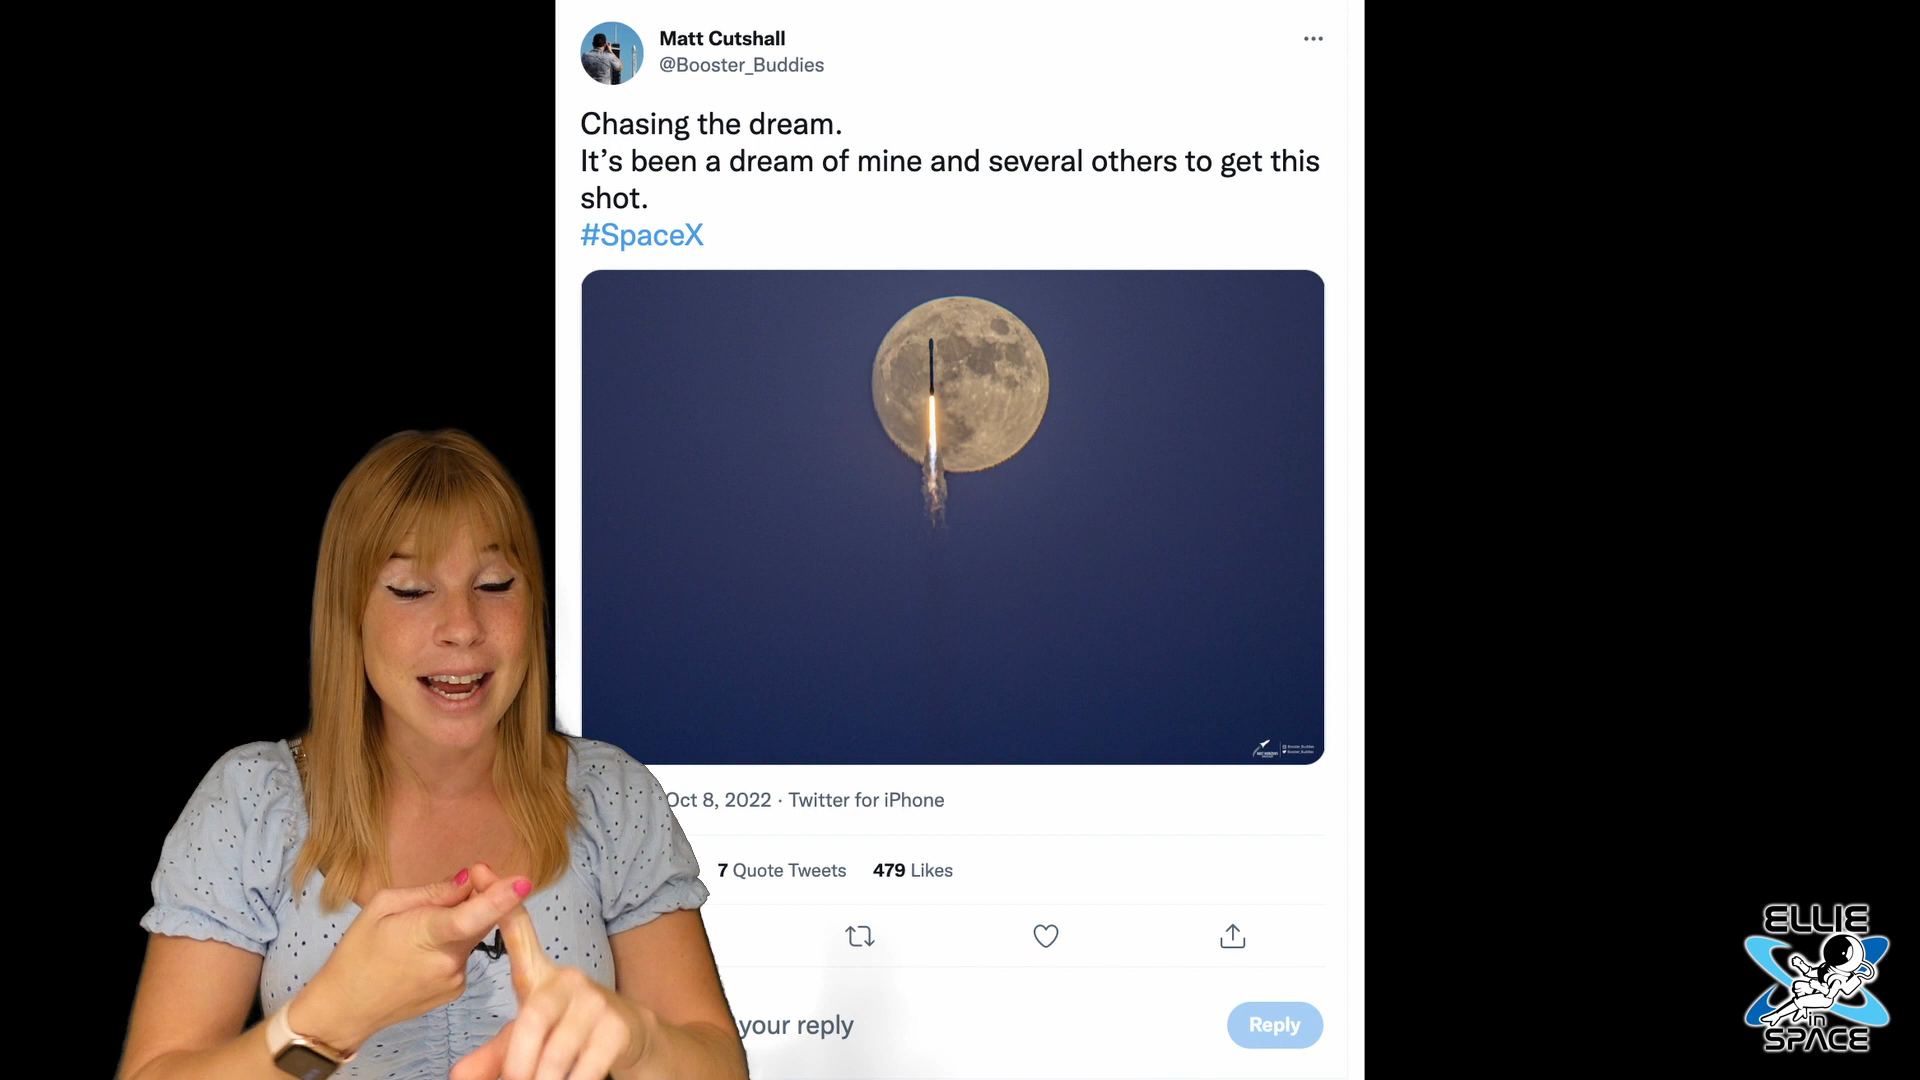 Matt Cutshall
@Booster_Buddies
Chasing the dream.
It’s been a dream of mine and several others to get this
shot.
#SpaceX
Oct 8, 2022 · Twitter for iPhone
7 Quote Tweets 479 Likes
your reply
Reply
ELLIE
in
SPACE